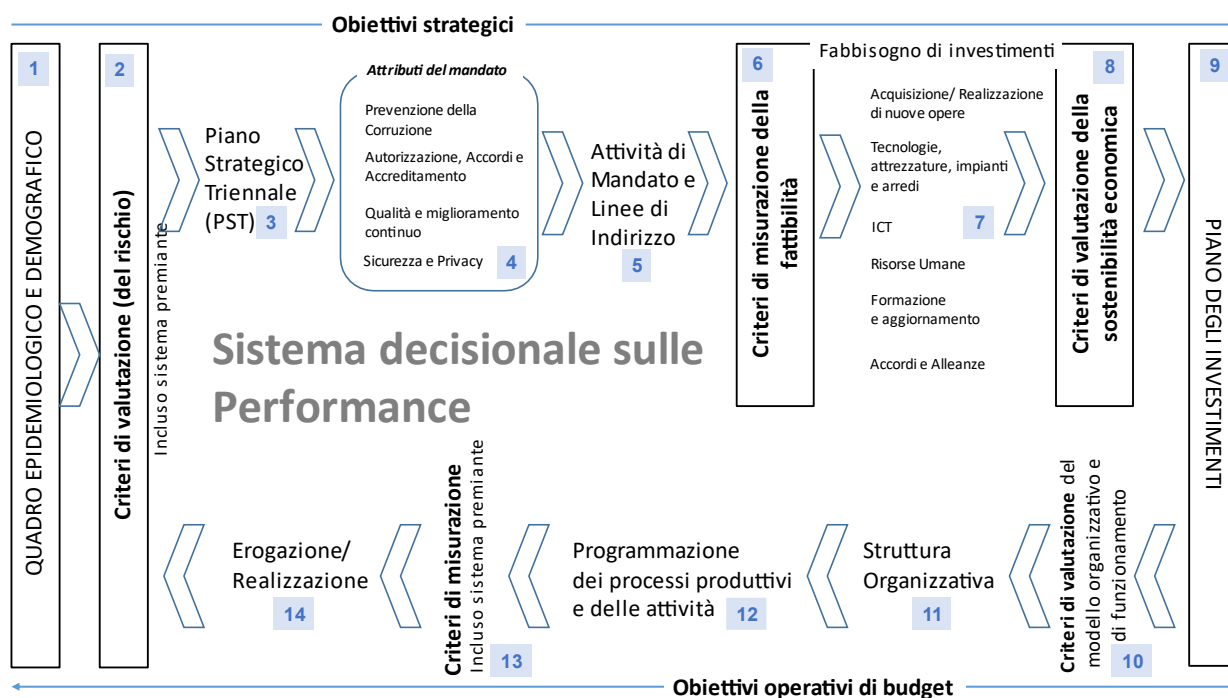 Obiettivi strategici
1
QUADRO EPIDEMIOLOGICO E DEMOGRAFICO
2
Criteri di valutazione (del rischio)
Incluso sistema premiante
Piano
Strategico
Triennale
(PST)
3
Attributi del mandato
Prevenzione della
Corruzione
Autorizzazione, Accordi e
Accreditamento
Qualità e miglioramento
continuo
Sicurezza e Privacy
4
Attività di
Mandato e
Linee di
Indirizzo
5
6
Criteri di misurazione della
fattibilità
Fabbisogno di investimenti
Acquisizione/ Realizzazione
di nuove opere
Tecnologie,
attrezzature, impianti
e arredi
ICT
7
Risorse Umane
Formazione
e aggiornamento
Accordi e Alleanze
8
Criteri di valutazione della
sostenibilità economica
9
PIANO DEGLI INVESTIMENTI
Sistema decisionale sulle
Performance
Criteri di valutazione del
modello organizzativo e
di funzionamento
10
Struttura
Organizzativa
11
Programmazione
dei processi produttivi
e delle attività
12
Criteri di misurazione
Incluso sistema premiante
13
Erogazione/
Realizzazione
14
Obiettivi operativi di budget